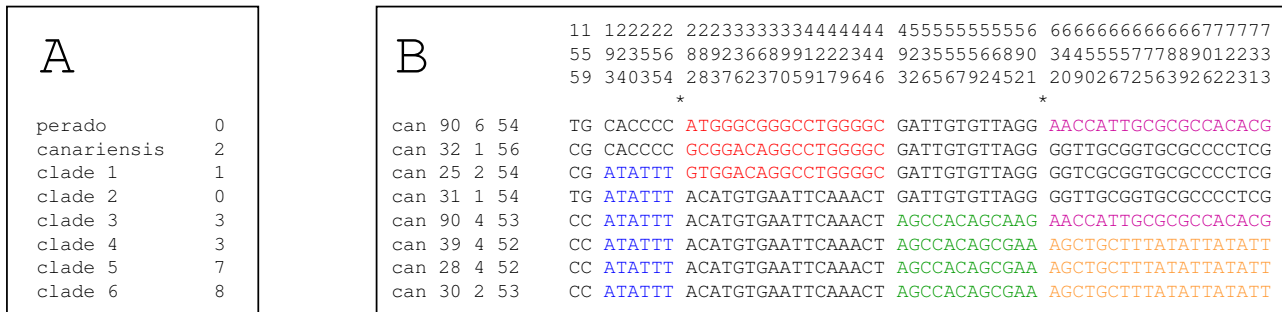 A
perado 0
canariensis 2
clade 1 1
clade 2 0
clade 3 3
clade 4 3
clade 5 7
clade 6 8
B
11 122222 22233333334444444 455555555556 6666666666666777777
55 923556 88923668991222344 923555566890 3445555777889012233
59 340354 28376237059179646 326567924521 2090267256392622313
* *
can 90 6 54 TG CACCCC ATGGGCGGGCCTGGGGC GATTGTGTTAGG AACCATTGCGCGCCACACG
can 32 1 56 CG CACCCC GCGGACAGGCCTGGGGC GATTGTGTTAGG GGTTGCGGTGCGCCCCTCG
can 25 2 54 CG ATATTT GTGGACAGGCCTGGGGC GATTGTGTTAGG GGTCGCGGTGCGCCCCTCG
can 31 1 54 TG ATATTT ACATGTGAATTCAAACT GATTGTGTTAGG GGTTGCGGTGCGCCCCTCG
can 90 4 53 CC ATATTT ACATGTGAATTCAAACT AGCCACAGCAAG AACCATTGCGCGCCACACG
can 39 4 52 CC ATATTT ACATGTGAATTCAAACT AGCCACAGCGAA AGCTGCTTTATATTATATT
can 28 4 52 CC ATATTT ACATGTGAATTCAAACT AGCCACAGCGAA AGCTGCTTTATATTATATT
can 30 2 53 CC ATATTT ACATGTGAATTCAAACT AGCCACAGCGAA AGCTGCTTTATATTATATT